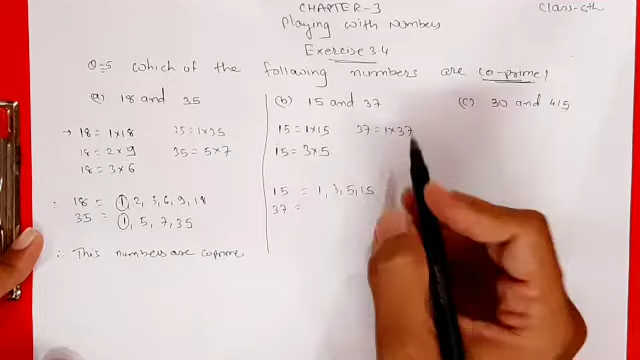 CHAPTER-3
Class-6th
Playing with Numbers
Exercise 3.4
Q-5 Which of the following numbers are co-prime?
(a) 18 and 35
(b) 15 and 37
(c) 30 and 415
→ 18 = 1×18 35 = 1×35
18 = 2×9 35 = 5×7
18 = 3×6
∴ 18 = 1, 2, 3, 6, 9, 18
35 = 1, 5, 7, 35
∴ This numbers are coprime
15 = 1×15 37 = 1×37
15 = 3×5
15 = 1, 3, 5, 15
37 =